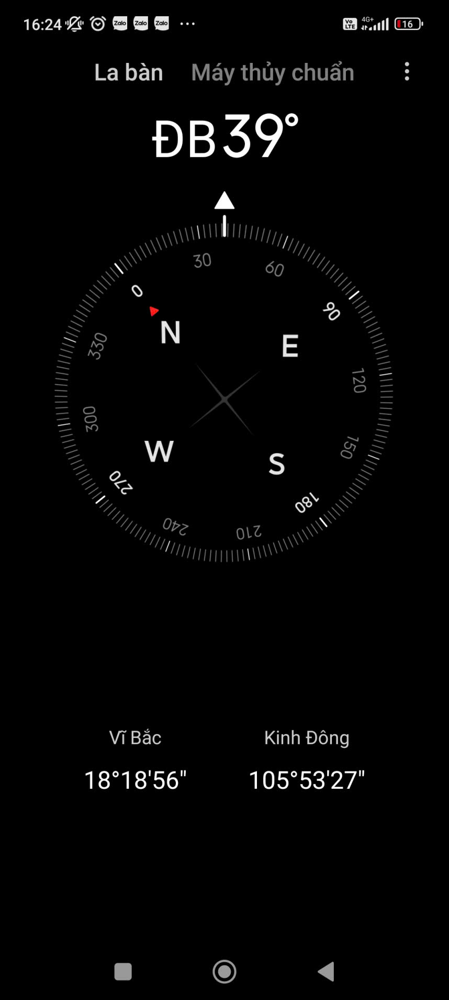 16:24 Zalo Zalo Zalo ... Vo LTE 4G+ 16
La bàn Máy thủy chuẩn
ĐB 39°
30 60
0 90
N E
330 120
300 150
W S
270 180
240 210
Vĩ Bắc Kinh Đông
18°18'56" 105°53'27"